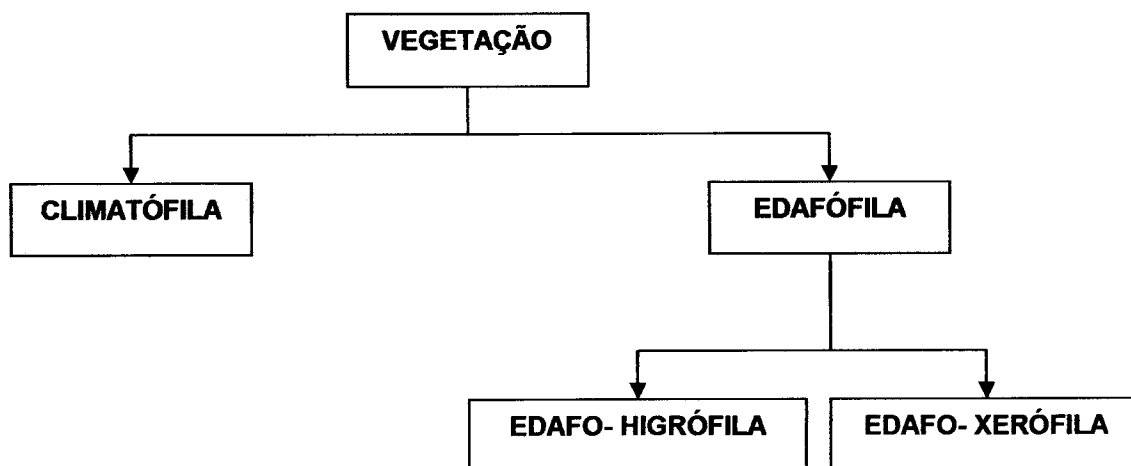 VEGETAÇÃO
CLIMATÓFILA
EDAFÓFILA
EDAFO- HIGRÓFILA
EDAFO- XERÓFILA